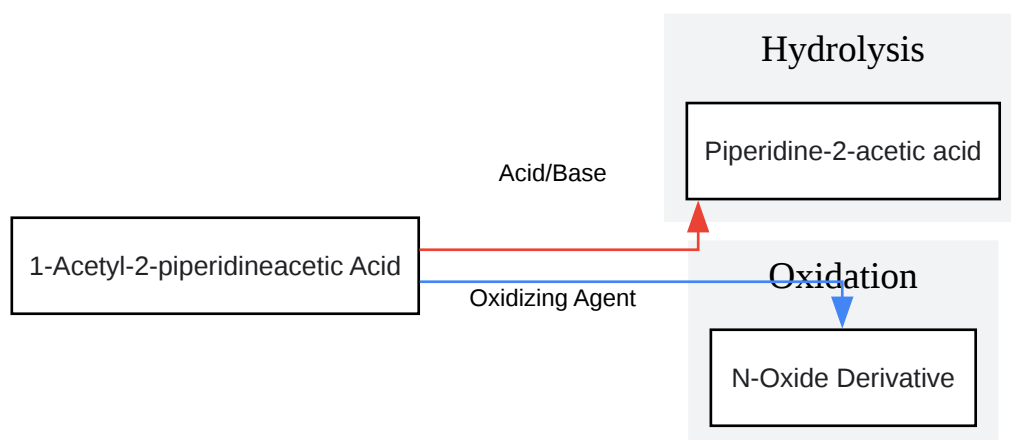 Hydrolysis
Piperidine-2-acetic acid
Acid/Base
1-Acetyl-2-piperidineacetic Acid
Oxidation
Oxidizing Agent
N-Oxide Derivative